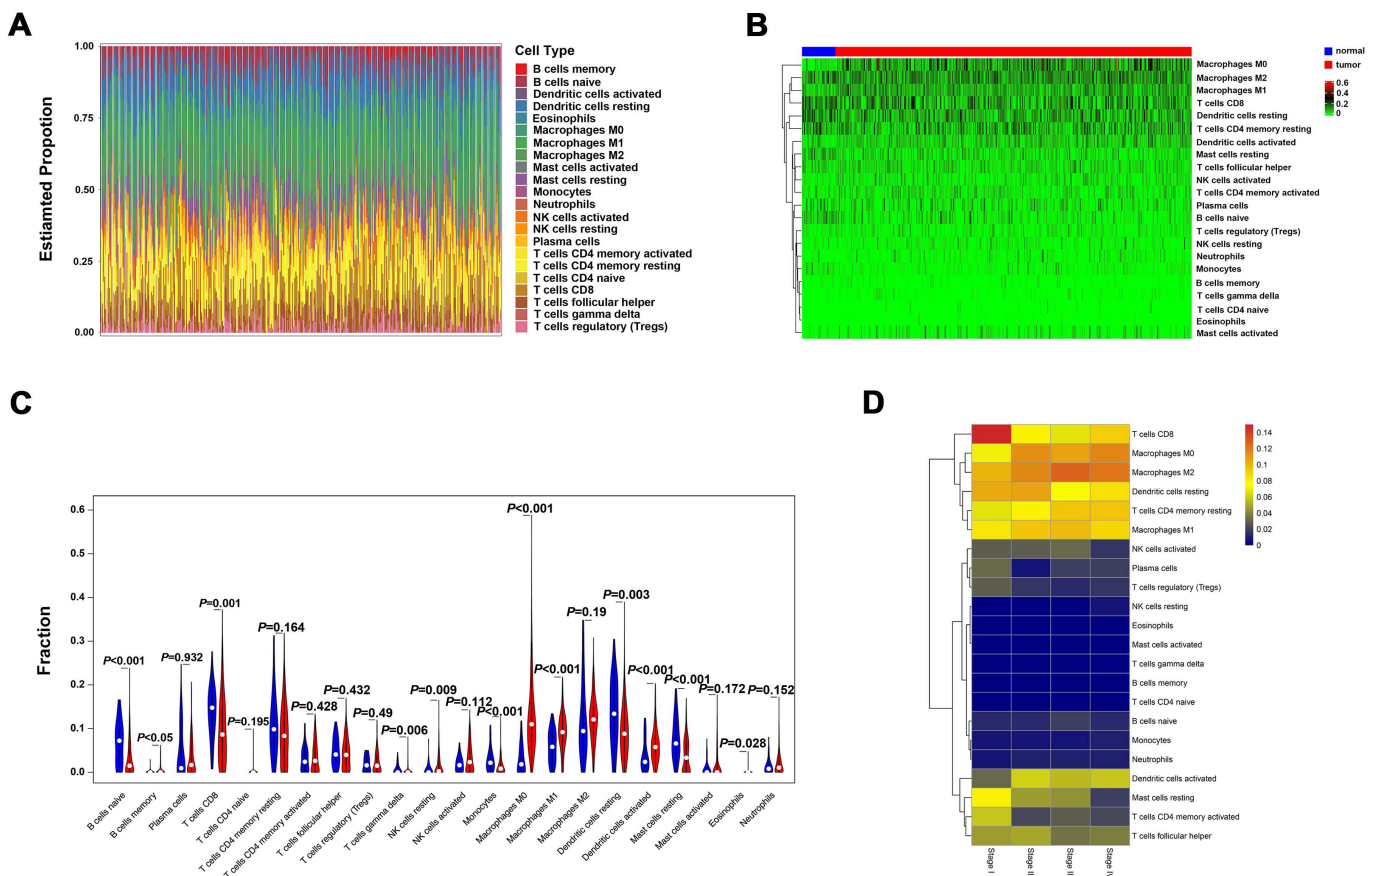 A
Estiamted Propotion
1.00
0.75
0.50
0.25
0.00
Cell Type
B cells memory
B cells naive
Dendritic cells activated
Dendritic cells resting
Eosinophils
Macrophages M0
Macrophages M1
Macrophages M2
Mast cells activated
Mast cells resting
Monocytes
Neutrophils
NK cells activated
NK cells resting
Plasma cells
T cells CD4 memory activated
T cells CD4 memory resting
T cells CD4 naive
T cells CD8
T cells follicular helper
T cells gamma delta
T cells regulatory (Tregs)
B
normal
tumor
0.6
0.4
0.2
0
Macrophages M0
Macrophages M2
Macrophages M1
T cells CD8
Dendritic cells resting
T cells CD4 memory resting
Dendritic cells activated
Mast cells resting
T cells follicular helper
NK cells activated
T cells CD4 memory activated
Plasma cells
B cells naive
T cells regulatory (Tregs)
NK cells resting
Neutrophils
Monocytes
B cells memory
T cells gamma della
T cells CD4 naive
Eosinophils
Mast cells activated
C
Fraction
0.6
0.5
0.4
0.3
0.2
0.1
0.0
P<0.001
P<0.05
P=0.932
P=0.001
P=0.195
P=0.164
P=0.428
P=0.432
P=0.49
P=0.006
P=0.009
P=0.112
P<0.001
P<0.001
P<0.001
P=0.19
P=0.003
P<0.001
P<0.001
P=0.172
P=0.028
P=0.152
B cells naive
B cells memory
Plasma cells
T cells CD8
T cells CD4 naive
T cells CD4 memory resting
T cells CD4 memory activated
T cells follicular helper
T cells regulatory (Tregs)
T cells gamma delta
NK cells resting
NK cells activated
Monocytes
Macrophages M0
Macrophages M1
Macrophages M2
Dendritic cells resting
Dendritic cells activated
Mast cells resting
Mast cells activated
Eosinophils
Neutrophils
D
T cells CD8
Macrophages M0
Macrophages M2
Dendritic cells resting
T cells CD4 memory resting
Macrophages M1
NK cells activated
Plasma cells
T cells regulatory (Tregs)
NK cells resting
Eosinophils
Mast cells activated
T cells gamma delta
B cells memory
T cells CD4 naive
B cells naive
Monocytes
Neutrophils
Dendritic cells activated
Mast cells resting
T cells CD4 memory activated
T cells follicular helper
0.14
0.12
0.1
0.08
0.06
0.04
0.02
0
Stage I
Stage II
Stage III
Stage IV